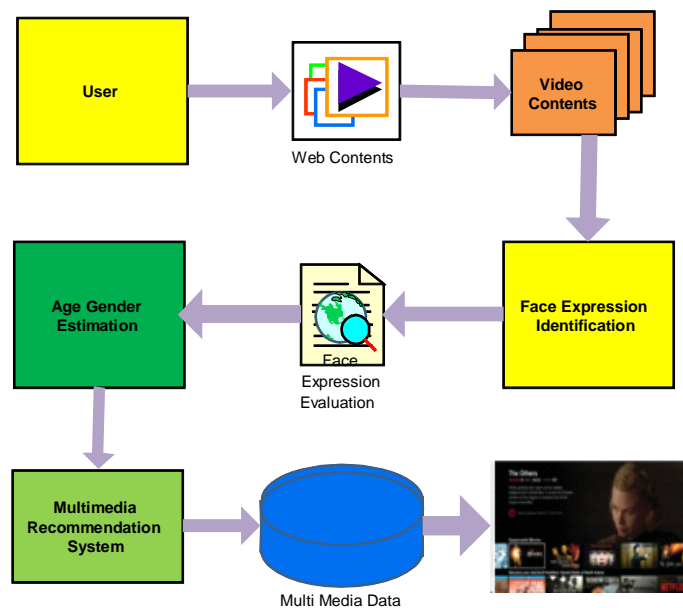 User
Web Contents
Video
Contents
Face Expression
Identification
Face
Expression
Evaluation
Age Gender
Estimation
Multimedia
Recommendation
System
Multi Media Data
The Others